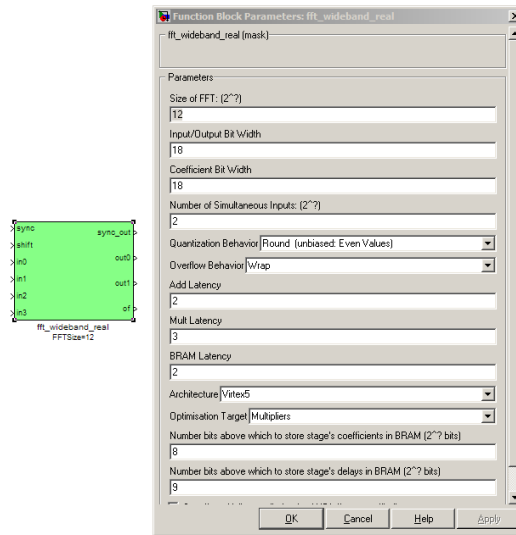 Function Block Parameters: fft_wideband_real
fft_wideband_real (mask)
Parameters
Size of FFT: (2^?)
12
Input/Output Bit Width
18
Coefficient Bit Width
18
Number of Simultaneous Inputs: (2^?)
2
Quantization Behavior Round (unbiased: Even Values)
Overflow Behavior Wrap
Add Latency
2
Mult Latency
3
BRAM Latency
2
Architecture Virtex5
Optimisation Target Multipliers
Number bits above which to store stage's coefficients in BRAM (2^? bits)
8
Number bits above which to store stage's delays in BRAM (2^? bits)
9
OK Cancel Help Apply
sync sync_out
shift
in0 out0
in1 out1
in2
in3 of
fft_wideband_real
FFTSize=12